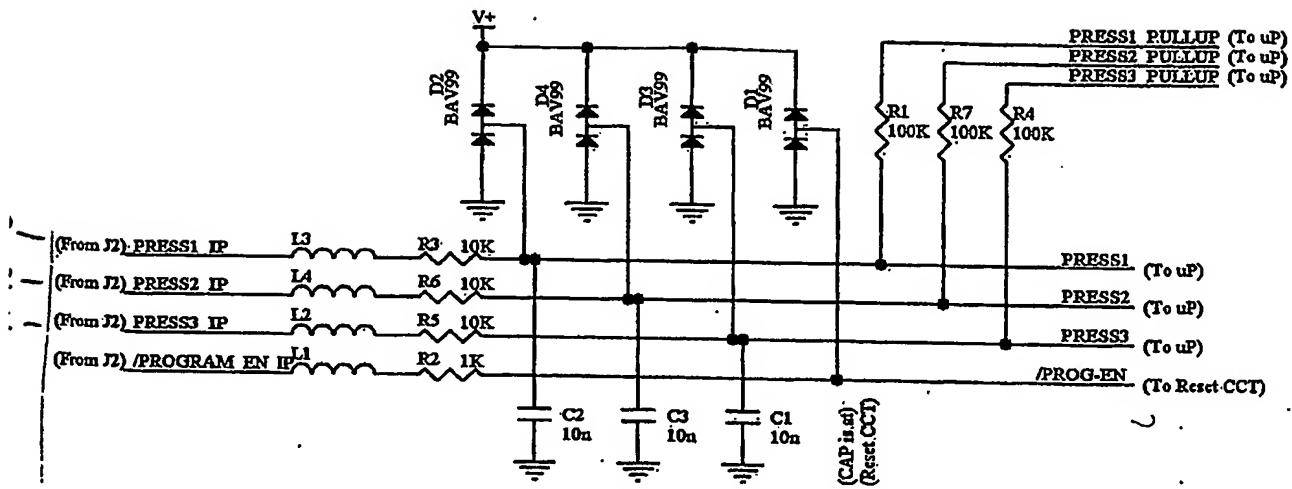 V+
D2
BAV99
D4
BAV99
D3
BAV99
D1
BAV99
PRESS1 PULLUP (To uP)
PRESS2 PULLUP (To uP)
PRESS3 PULLUP (To uP)
R1
100K
R7
100K
R4
100K
(From J2) PRESS1 IP L3 R3 10K PRESS1 (To uP)
(From J2) PRESS2 IP L4 R6 10K PRESS2 (To uP)
(From J2) PRESS3 IP L2 R5 10K PRESS3 (To uP)
(From J2) /PROGRAM EN IP L1 R2 1K /PROG-EN (To Reset CCT)
C2
10n
C3
10n
C1
10n
(CAP is at)
(Reset CCT)